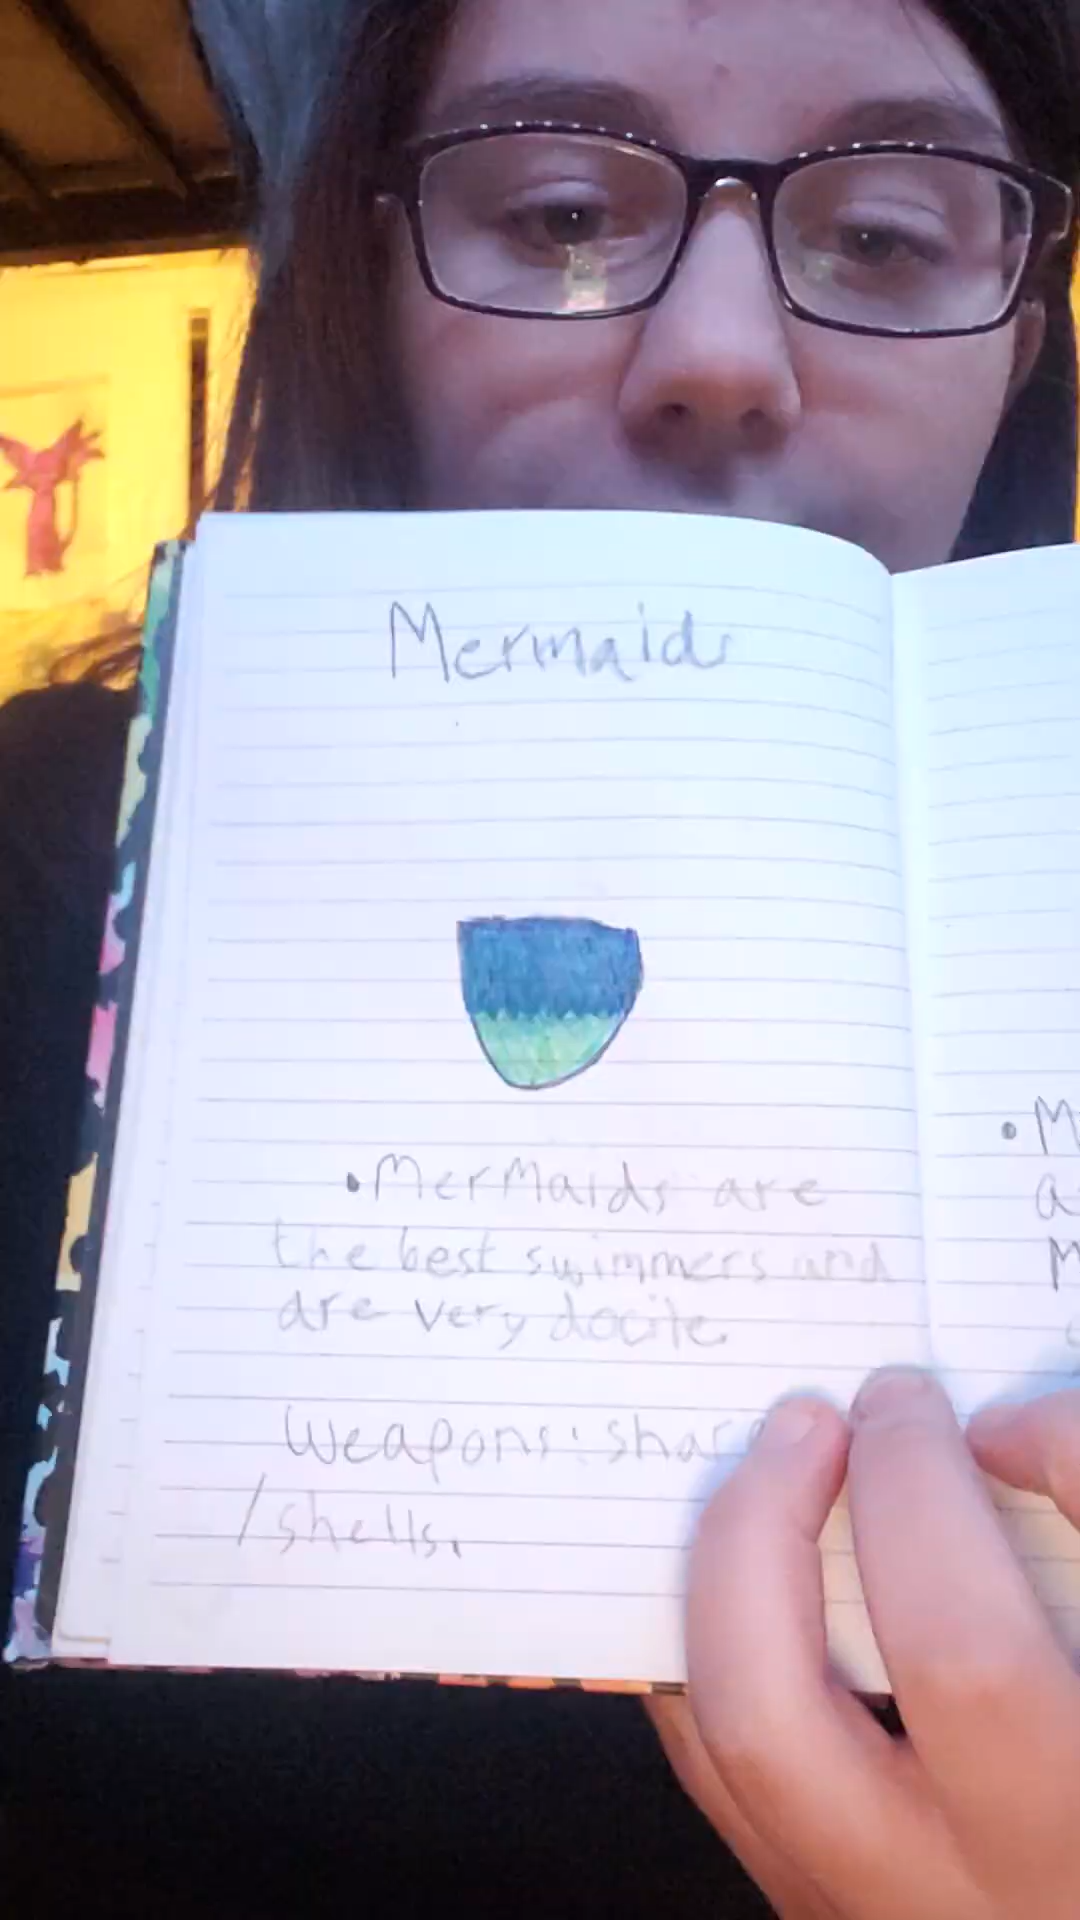 Mermaids
• Mermaids are
the best swimmers and
are very docile
Weapons: shar
/shells.
• M
a
M